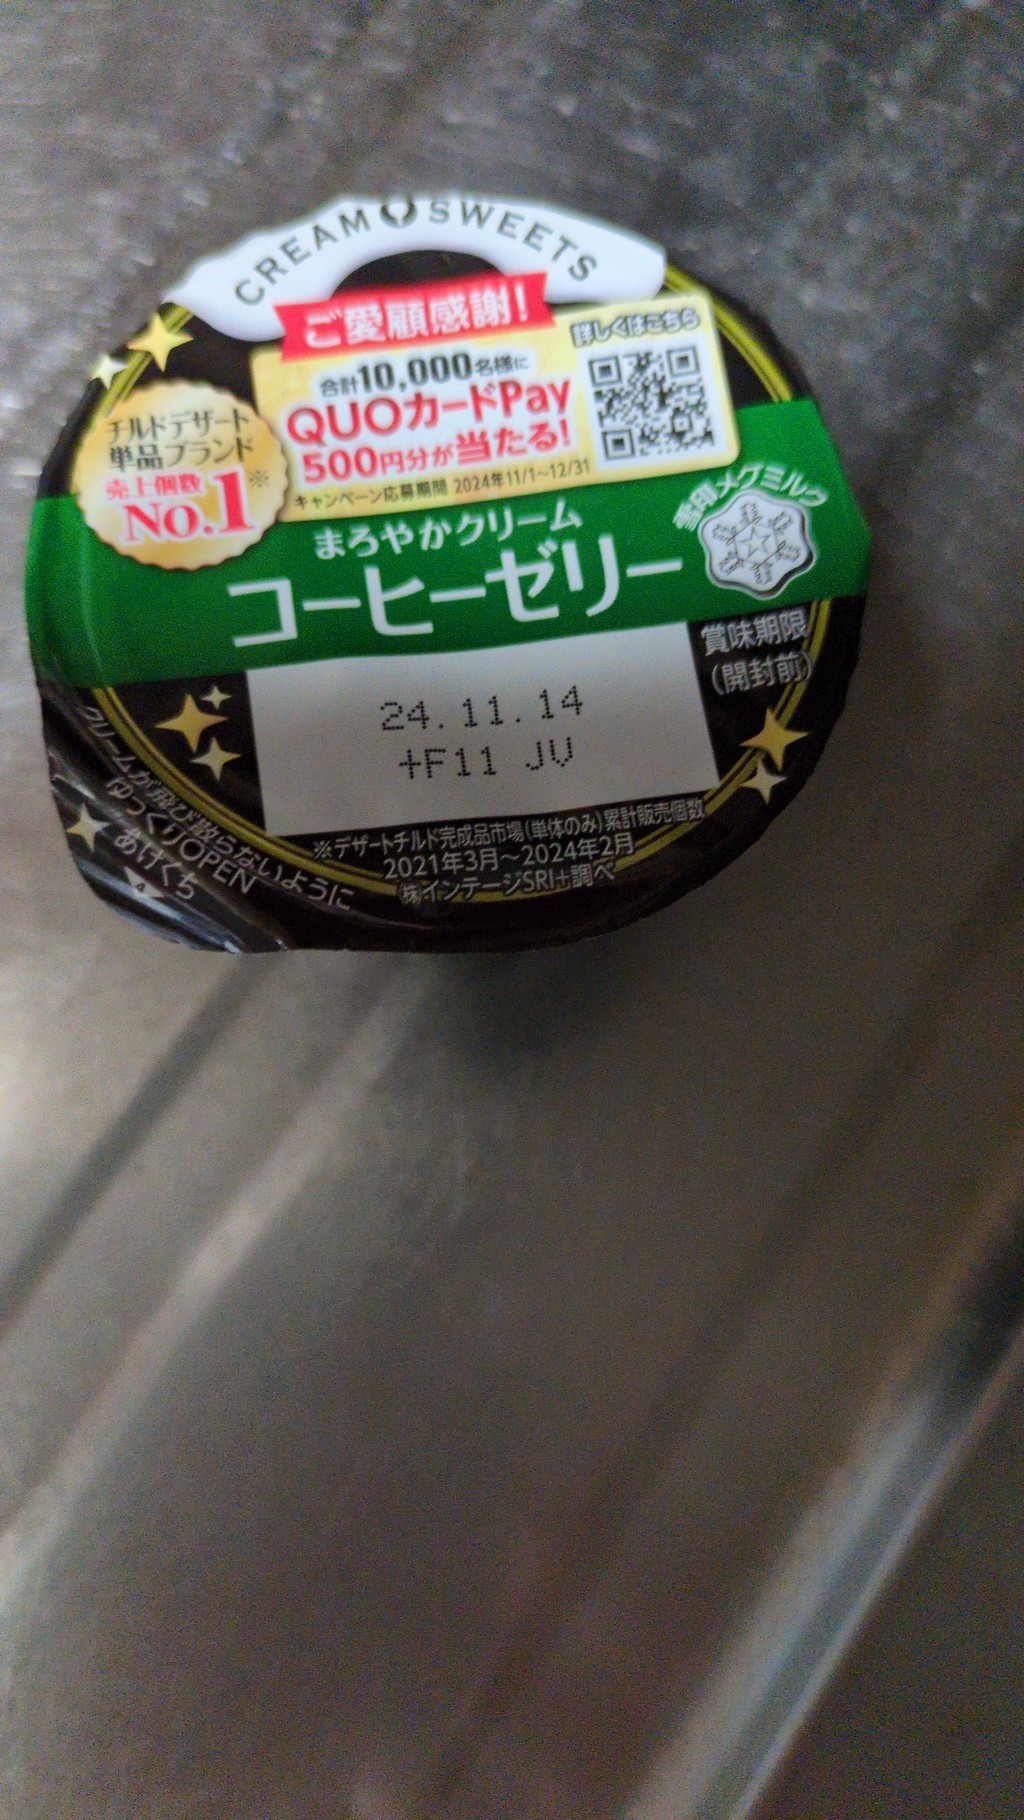 CREAM SWEETS
ご愛顧感謝!
詳しくはこちら
合計10,000名様に
QUOカードPay
500円分が当たる!
キャンペーン応募期間 2024年11/1~12/31
チルドデザート
単品ブランド
売上個数
No.1※
雪印メグミルク
まろやかクリーム
コーヒーゼリー
賞味期限
(開封前)
24.11.14
+F11 JV
※デザートチルド完成品市場(単体のみ)累計販売個数
2021年3月~2024年2月
㈱インテージSRI+調べ
クリームが飛び散らないように
ゆっくりOPEN
あけくち